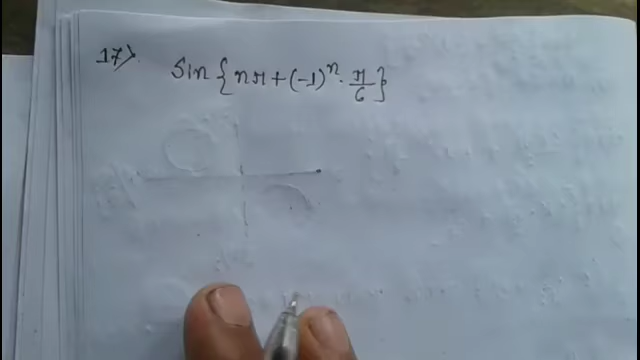 17> Sin {nπ + (-1)^n · π/6}